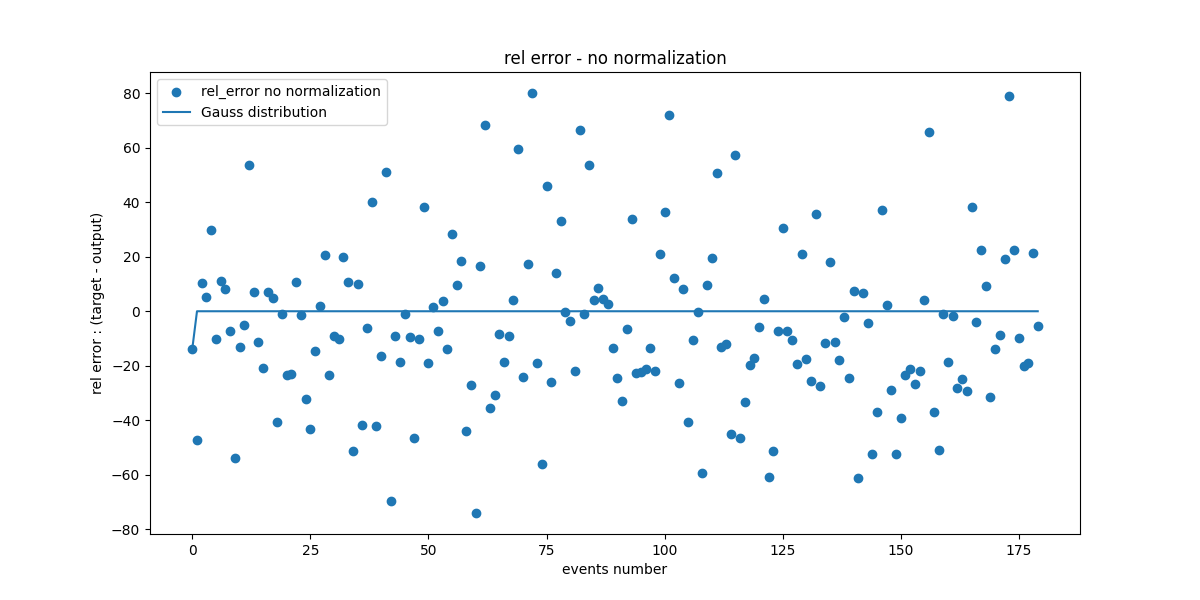 rel error - no normalization
rel_error no normalization
Gauss distribution
rel error : (target - output)
80
60
40
20
0
−20
−40
−60
−80
0 25 50 75 100 125 150 175
events number